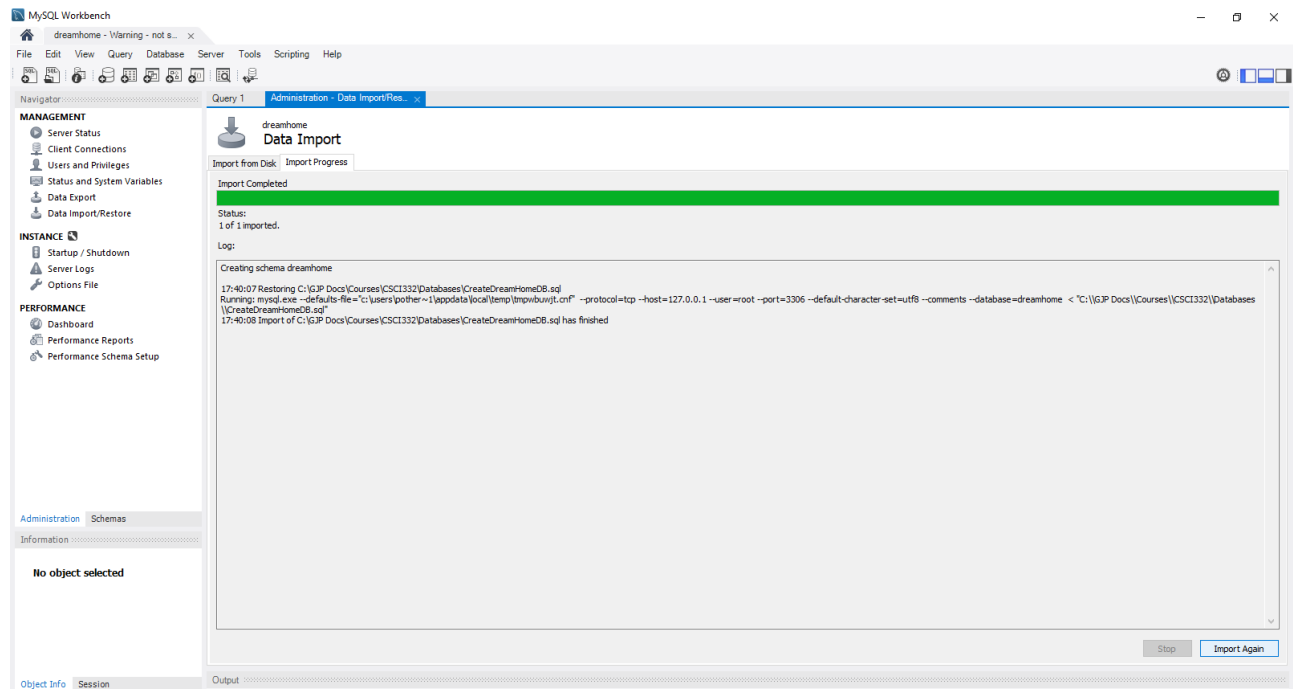 MySQL Workbench
dreamhome - Warning - not s... ×
File Edit View Query Database Server Tools Scripting Help
Navigator
MANAGEMENT
Server Status
Client Connections
Users and Privileges
Status and System Variables
Data Export
Data Import/Restore
INSTANCE
Startup / Shutdown
Server Logs
Options File
PERFORMANCE
Dashboard
Performance Reports
Performance Schema Setup
Administration Schemas
Information
No object selected
Object Info Session
Query 1 Administration - Data Import/Res... ×
dreamhome
Data Import
Import from Disk Import Progress
Import Completed
Status:
1 of 1 imported.
Log:
Creating schema dreamhome
17:40:07 Restoring C:\GJP Docs\Courses\CSCI332\Databases\CreateDreamHomeDB.sql
Running: mysql.exe --defaults-file="c:\users\pother~1\appdata\local\temp\tmpwbuwjt.cnf" --protocol=tcp --host=127.0.0.1 --user=root --port=3306 --default-character-set=utf8 --comments --database=dreamhome < "C:\\GJP Docs\\Courses\\CSCI332\\Databases
\\CreateDreamHomeDB.sql"
17:40:08 Import of C:\GJP Docs\Courses\CSCI332\Databases\CreateDreamHomeDB.sql has finished
Stop Import Again
Output